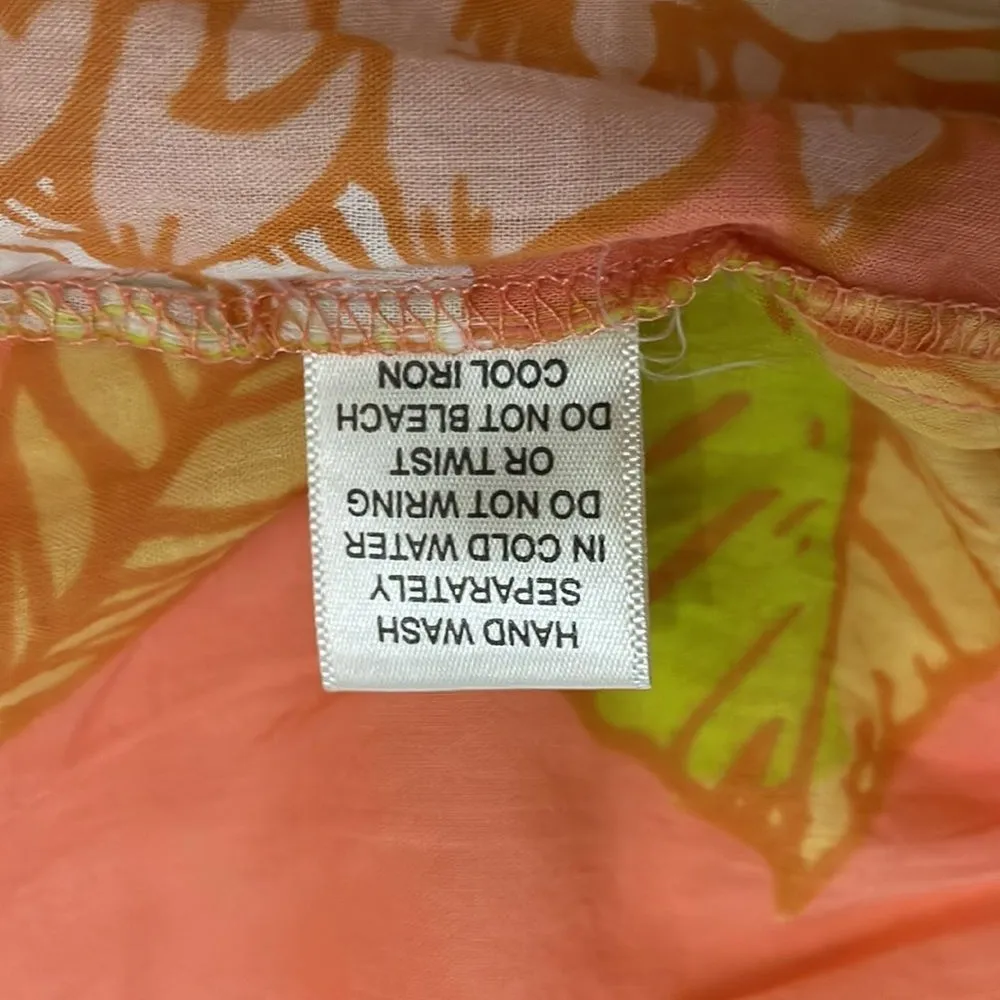 HAND WASH
SEPARATELY
IN COLD WATER
DO NOT WRING
OR TWIST
DO NOT BLEACH
COOL IRON